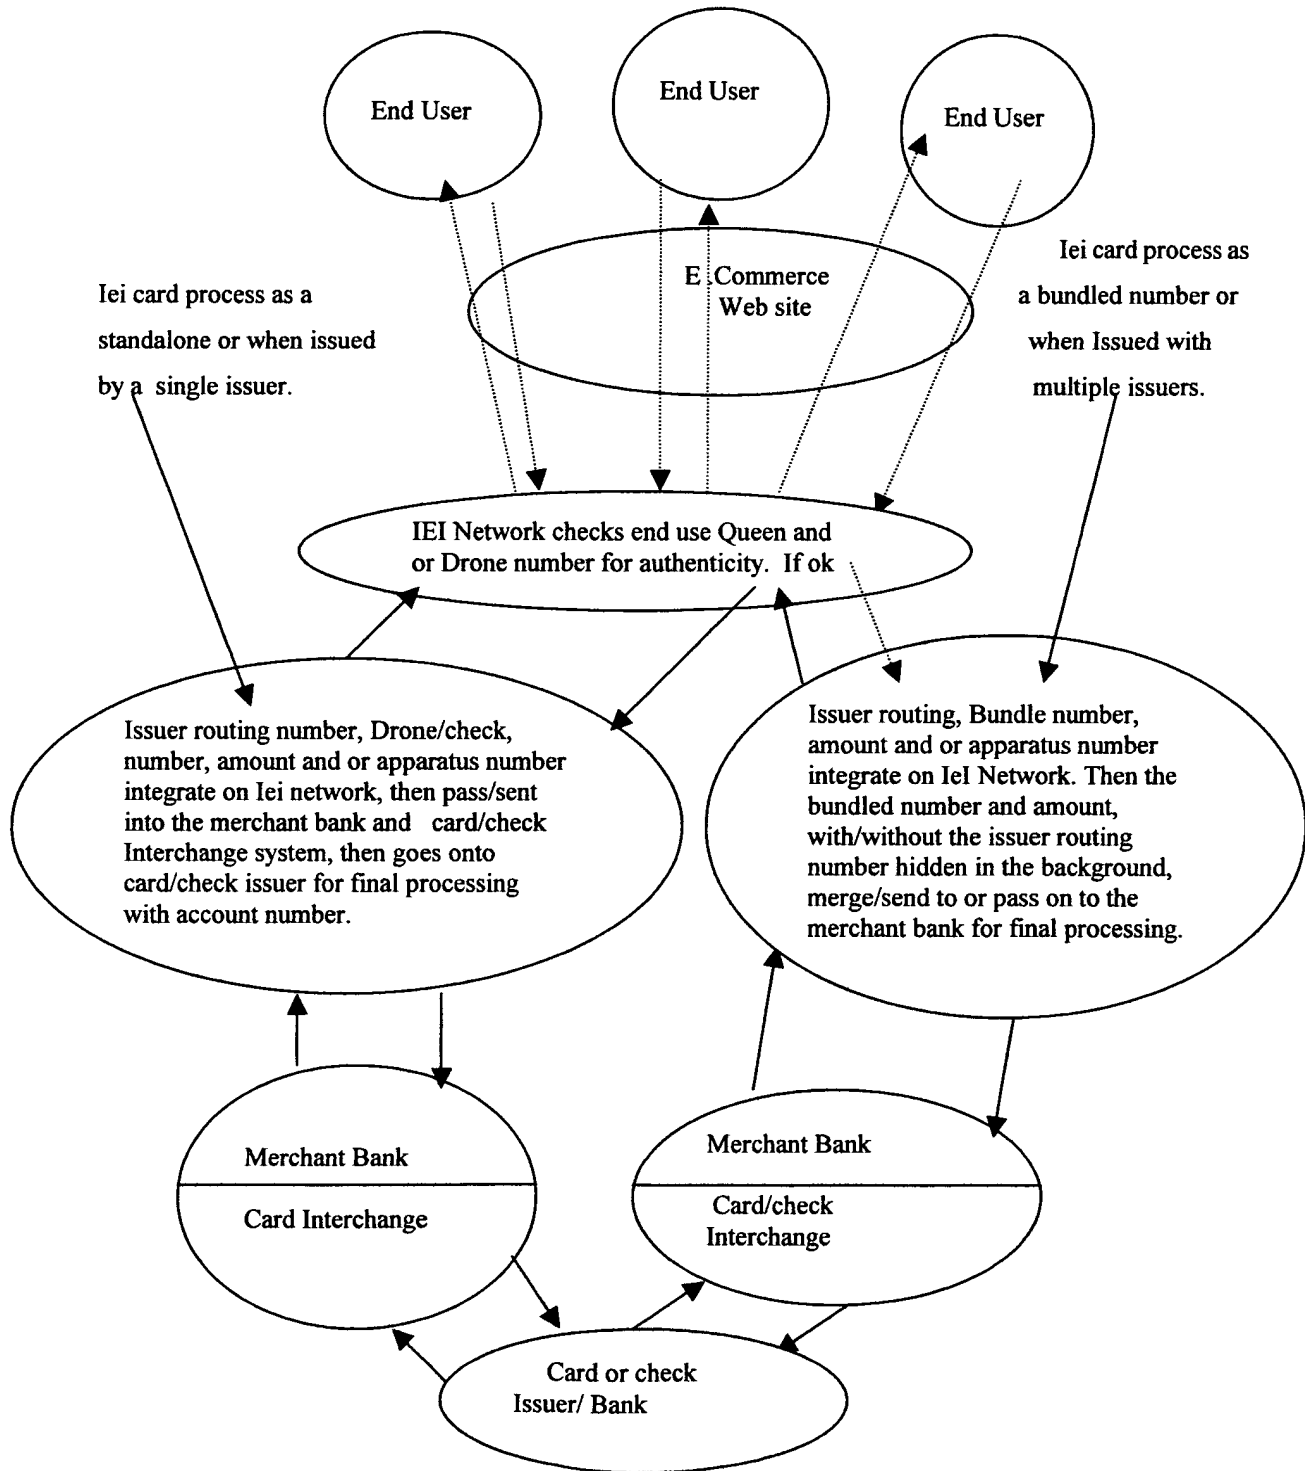 End User
End User
End User
E .Commerce
Web site
Iei card process as a
standalone or when issued
by a single issuer.
Iei card process as
a bundled number or
when Issued with
multiple issuers.
IEI Network checks end use Queen and
or Drone number for authenticity. If ok
Issuer routing number, Drone/check,
number, amount and or apparatus number
integrate on Iei network, then pass/sent
into the merchant bank and card/check
Interchange system, then goes onto
card/check issuer for final processing
with account number.
Issuer routing, Bundle number,
amount and or apparatus number
integrate on IeI Network. Then the
bundled number and amount,
with/without the issuer routing
number hidden in the background,
merge/send to or pass on to the
merchant bank for final processing.
Merchant Bank
Card Interchange
Merchant Bank
Card/check
Interchange
Card or check
Issuer/ Bank